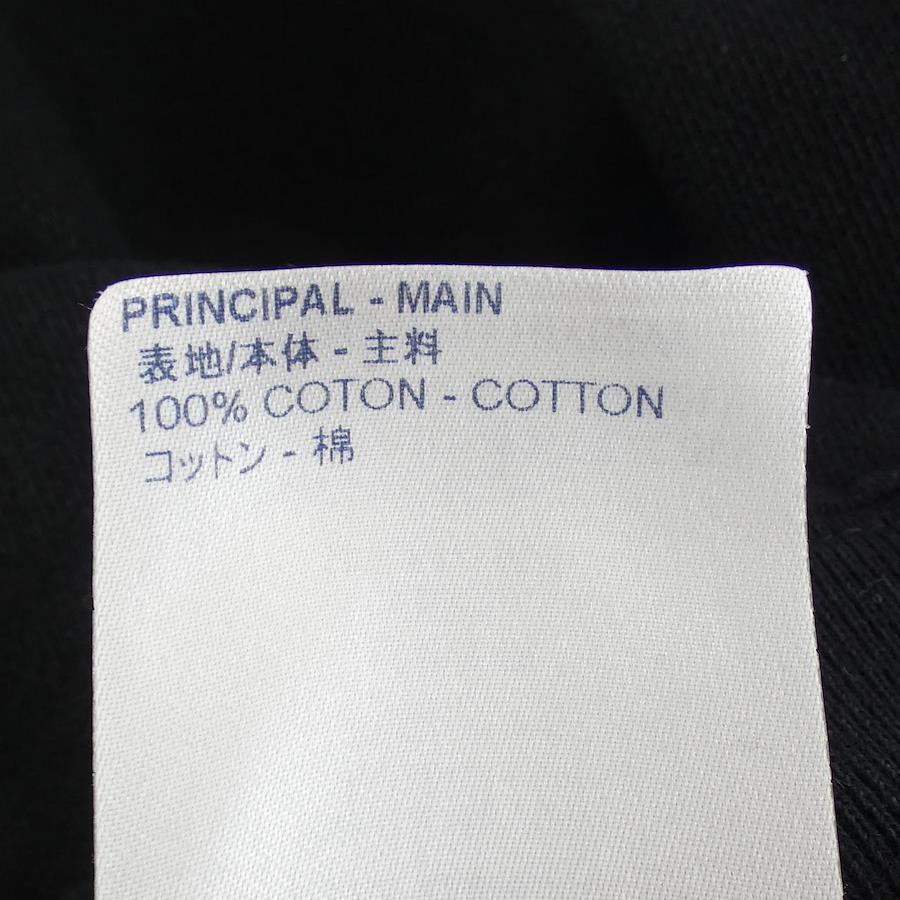 PRINCIPAL - MAIN
表地/本体 - 主料
100% COTON - COTTON
コットン - 棉